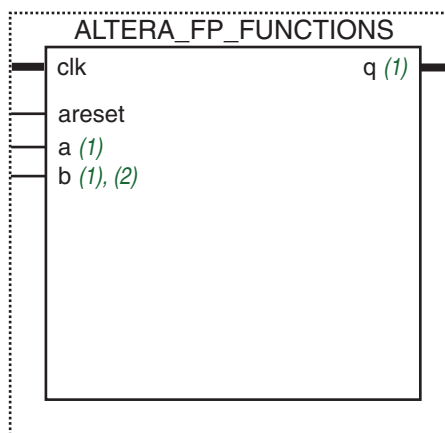 ALTERA_FP_FUNCTIONS
clk q (1)
areset
a (1)
b (1), (2)